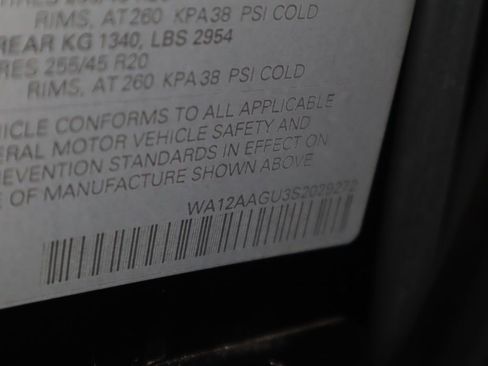 RIMS, AT 260 KPA 38 PSI COLD
REAR KG 1340, LBS 2954
RES 255/45 R20
RIMS, AT 260 KPA 38 PSI COLD
HICLE CONFORMS TO ALL APPLICABLE
ERAL MOTOR VEHICLE SAFETY AND
EVENTION STANDARDS IN EFFECT ON
E OF MANUFACTURE SHOWN ABOVE
WA12AAGU3S2029272